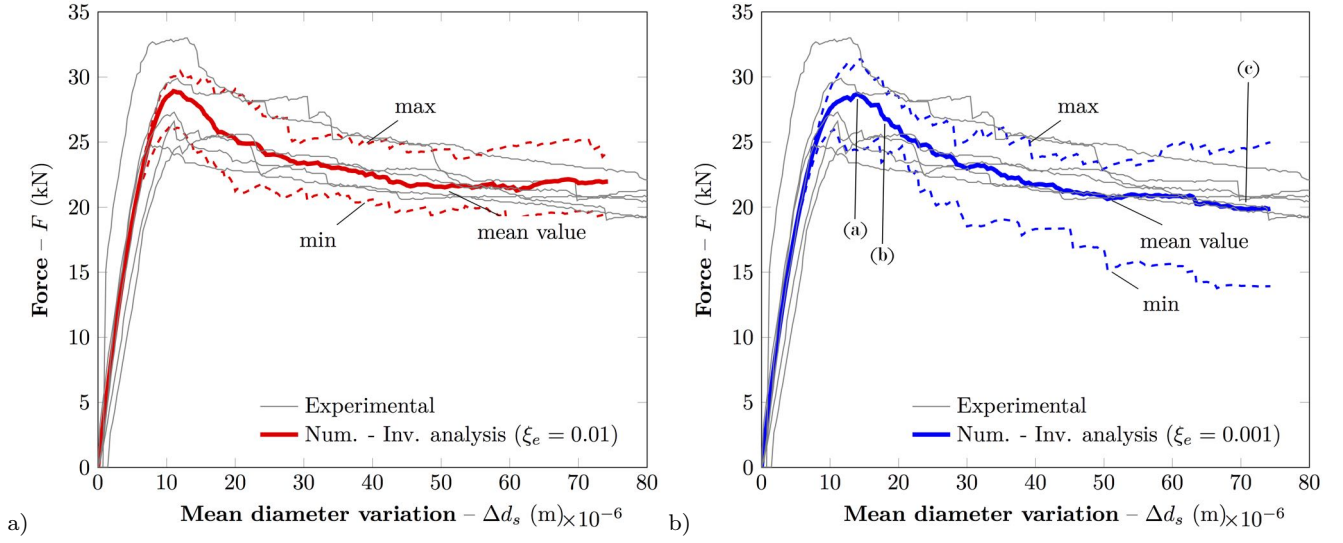 a)
Force – F (kN)
35
30
25
20
15
10
5
0
max
min
mean value
Experimental
Num. - Inv. analysis (ξe = 0.01)
0 10 20 30 40 50 60 70 80
Mean diameter variation – Δds (m) ×10−6
b)
Force – F (kN)
35
30
25
20
15
10
5
0
(c)
max
(a)
(b)
mean value
min
Experimental
Num. - Inv. analysis (ξe = 0.001)
0 10 20 30 40 50 60 70 80
Mean diameter variation – Δds (m) ×10−6